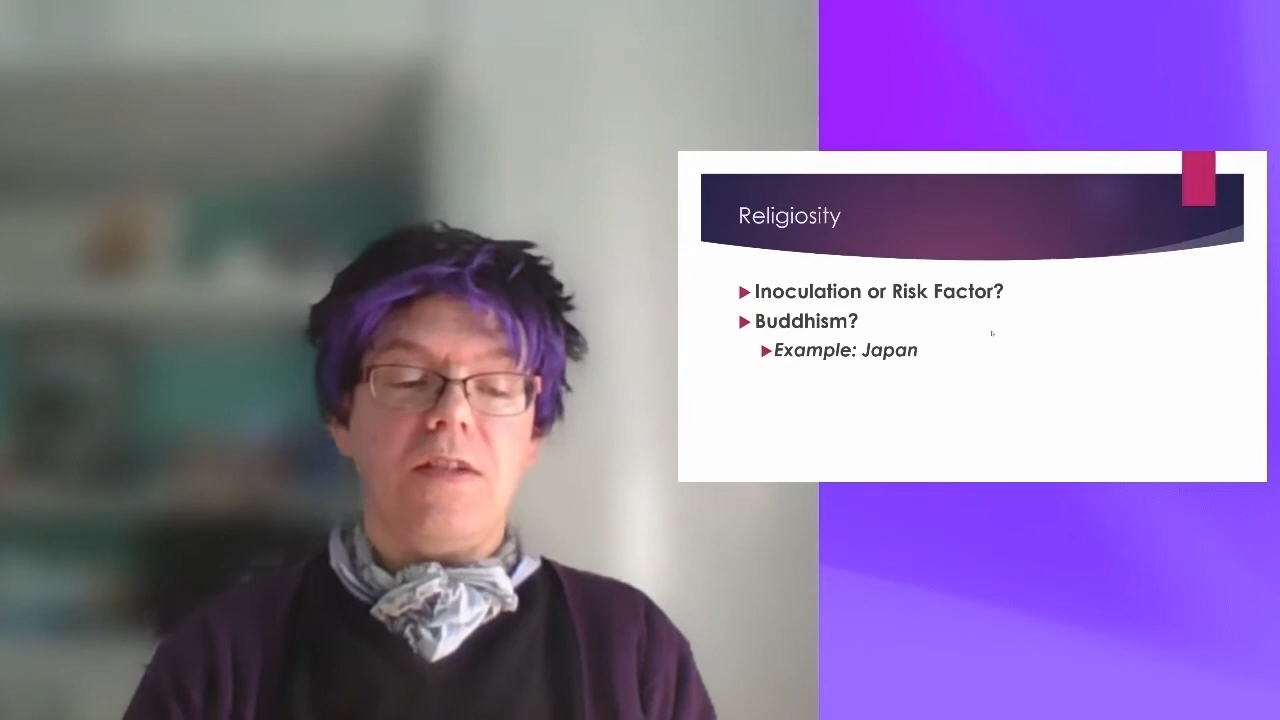 Religiosity
Inoculation or Risk Factor?
Buddhism?
Example: Japan